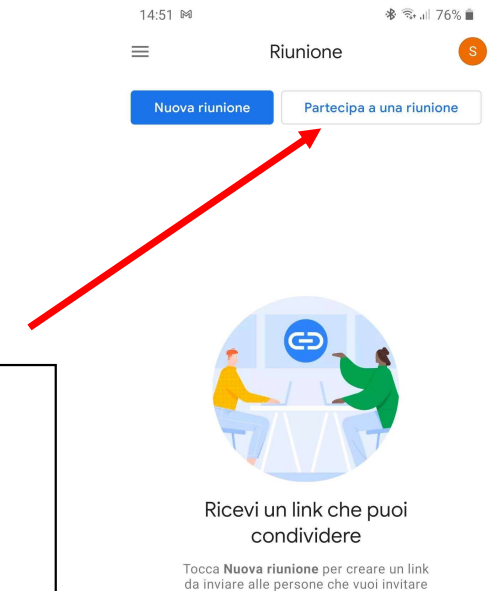 14:51 76%
Riunione
S
Nuova riunione Partecipa a una riunione
Ricevi un link che puoi
condividere
Tocca Nuova riunione per creare un link
da inviare alle persone che vuoi invitare